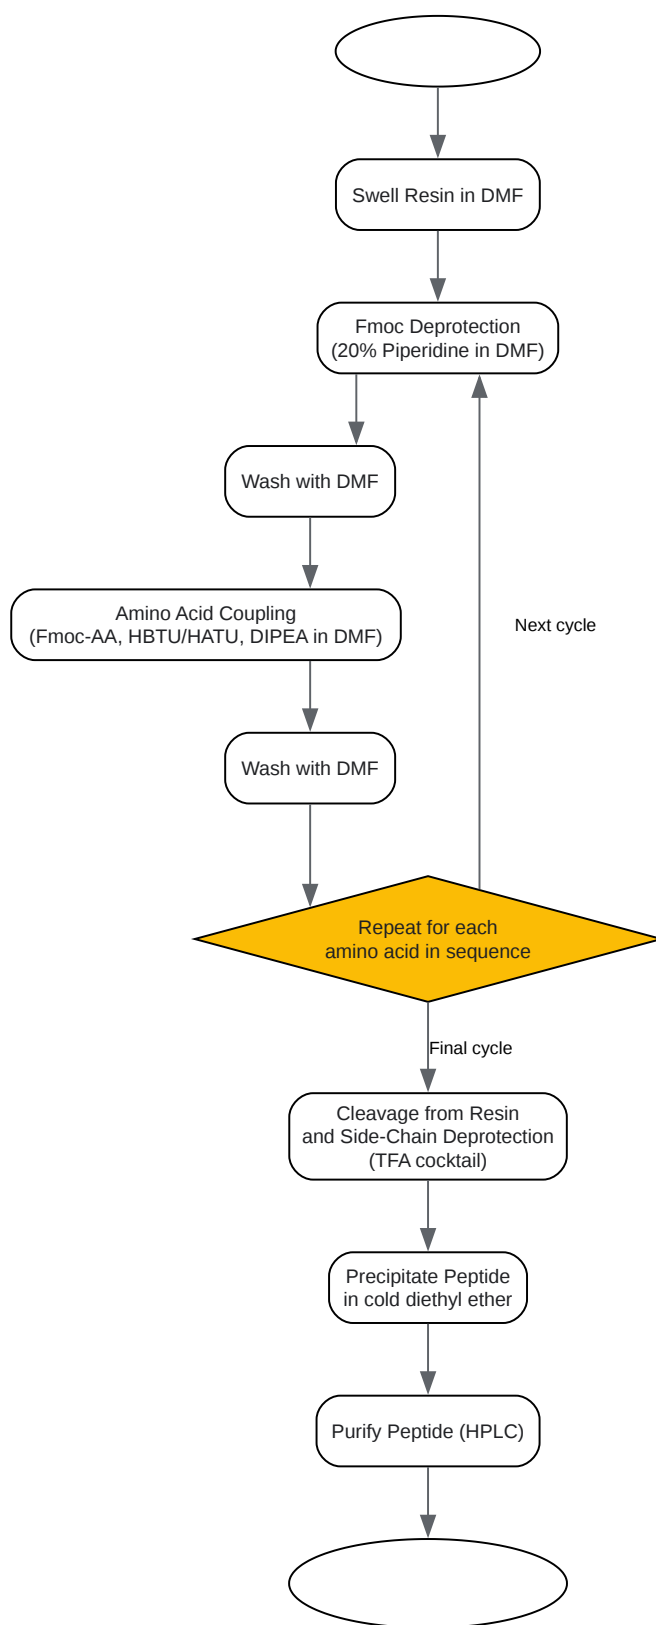 Swell Resin in DMF
Fmoc Deprotection
(20% Piperidine in DMF)
Wash with DMF
Amino Acid Coupling
(Fmoc-AA, HBTU/HATU, DIPEA in DMF)
Next cycle
Wash with DMF
Repeat for each
amino acid in sequence
Final cycle
Cleavage from Resin
and Side-Chain Deprotection
(TFA cocktail)
Precipitate Peptide
in cold diethyl ether
Purify Peptide (HPLC)